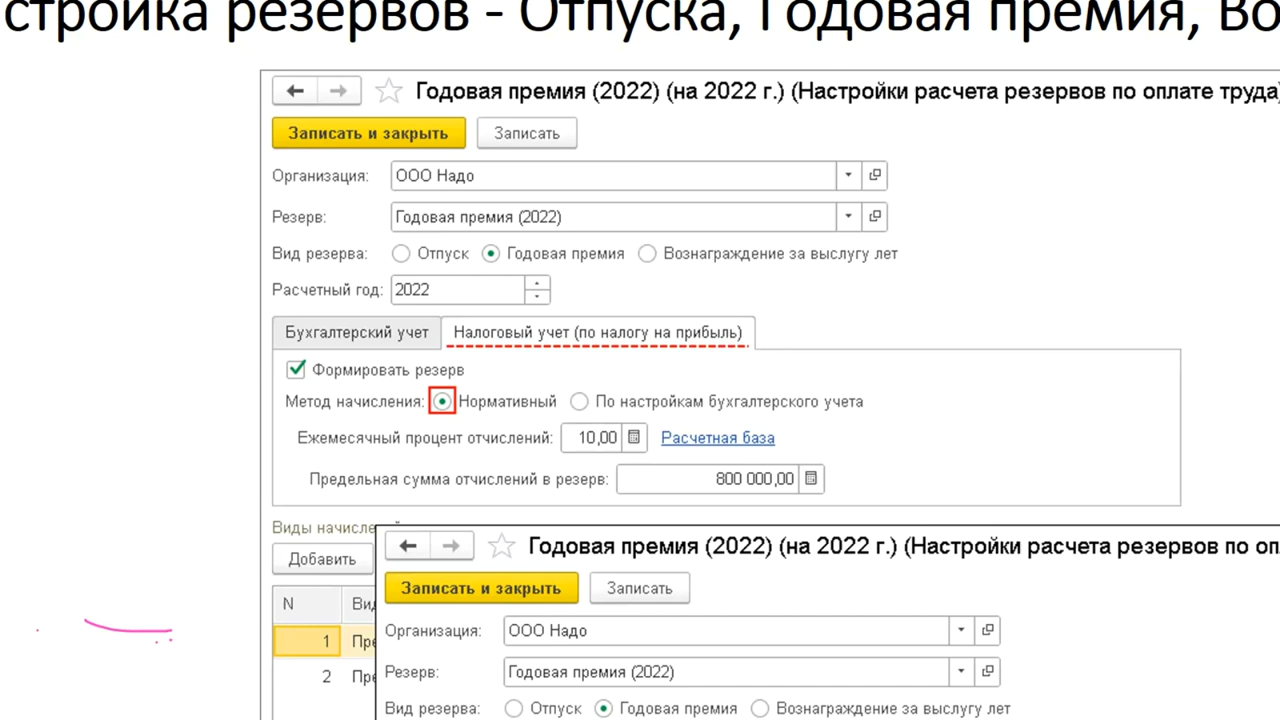 стройка резервов - Отпуска, Годовая премия, Во
Годовая премия (2022) (на 2022 г.) (Настройки расчета резервов по оплате труда)
Записать и закрыть Записать
Организация: ООО Надо
Резерв: Годовая премия (2022)
Вид резерва: Отпуск Годовая премия Вознаграждение за выслугу лет
Расчетный год: 2022
Бухгалтерский учет Налоговый учет (по налогу на прибыль)
Формировать резерв
Метод начисления: Нормативный По настройкам бухгалтерского учета
Ежемесячный процент отчислений: 10,00 Расчетная база
Предельная сумма отчислений в резерв: 800 000,00
Виды начисле
Добавить
N Вид
1 Пре
2 Пре
Годовая премия (2022) (на 2022 г.) (Настройки расчета резервов по оп
Записать и закрыть Записать
Организация: ООО Надо
Резерв: Годовая премия (2022)
Вид резерва: Отпуск Годовая премия Вознаграждение за выслугу лет